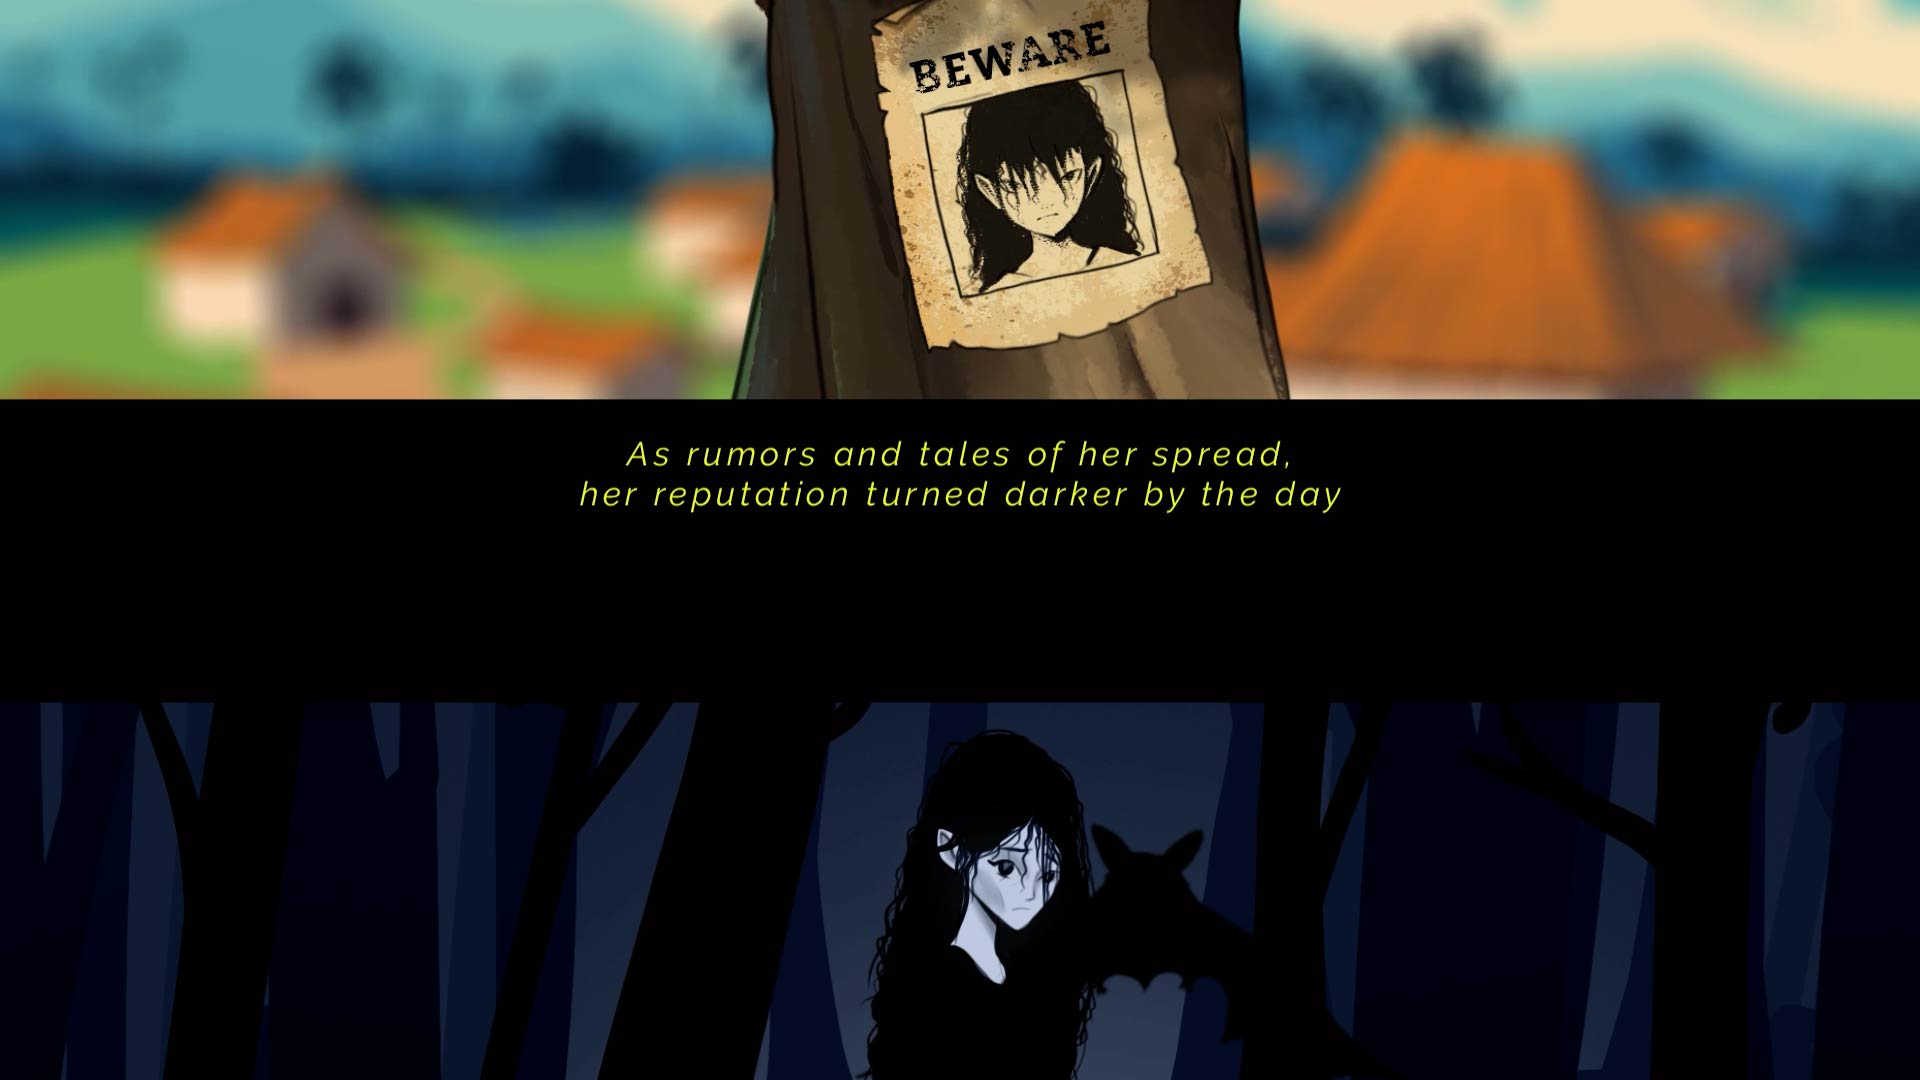 BEWARE
As rumors and tales of her spread,
her reputation turned darker by the day